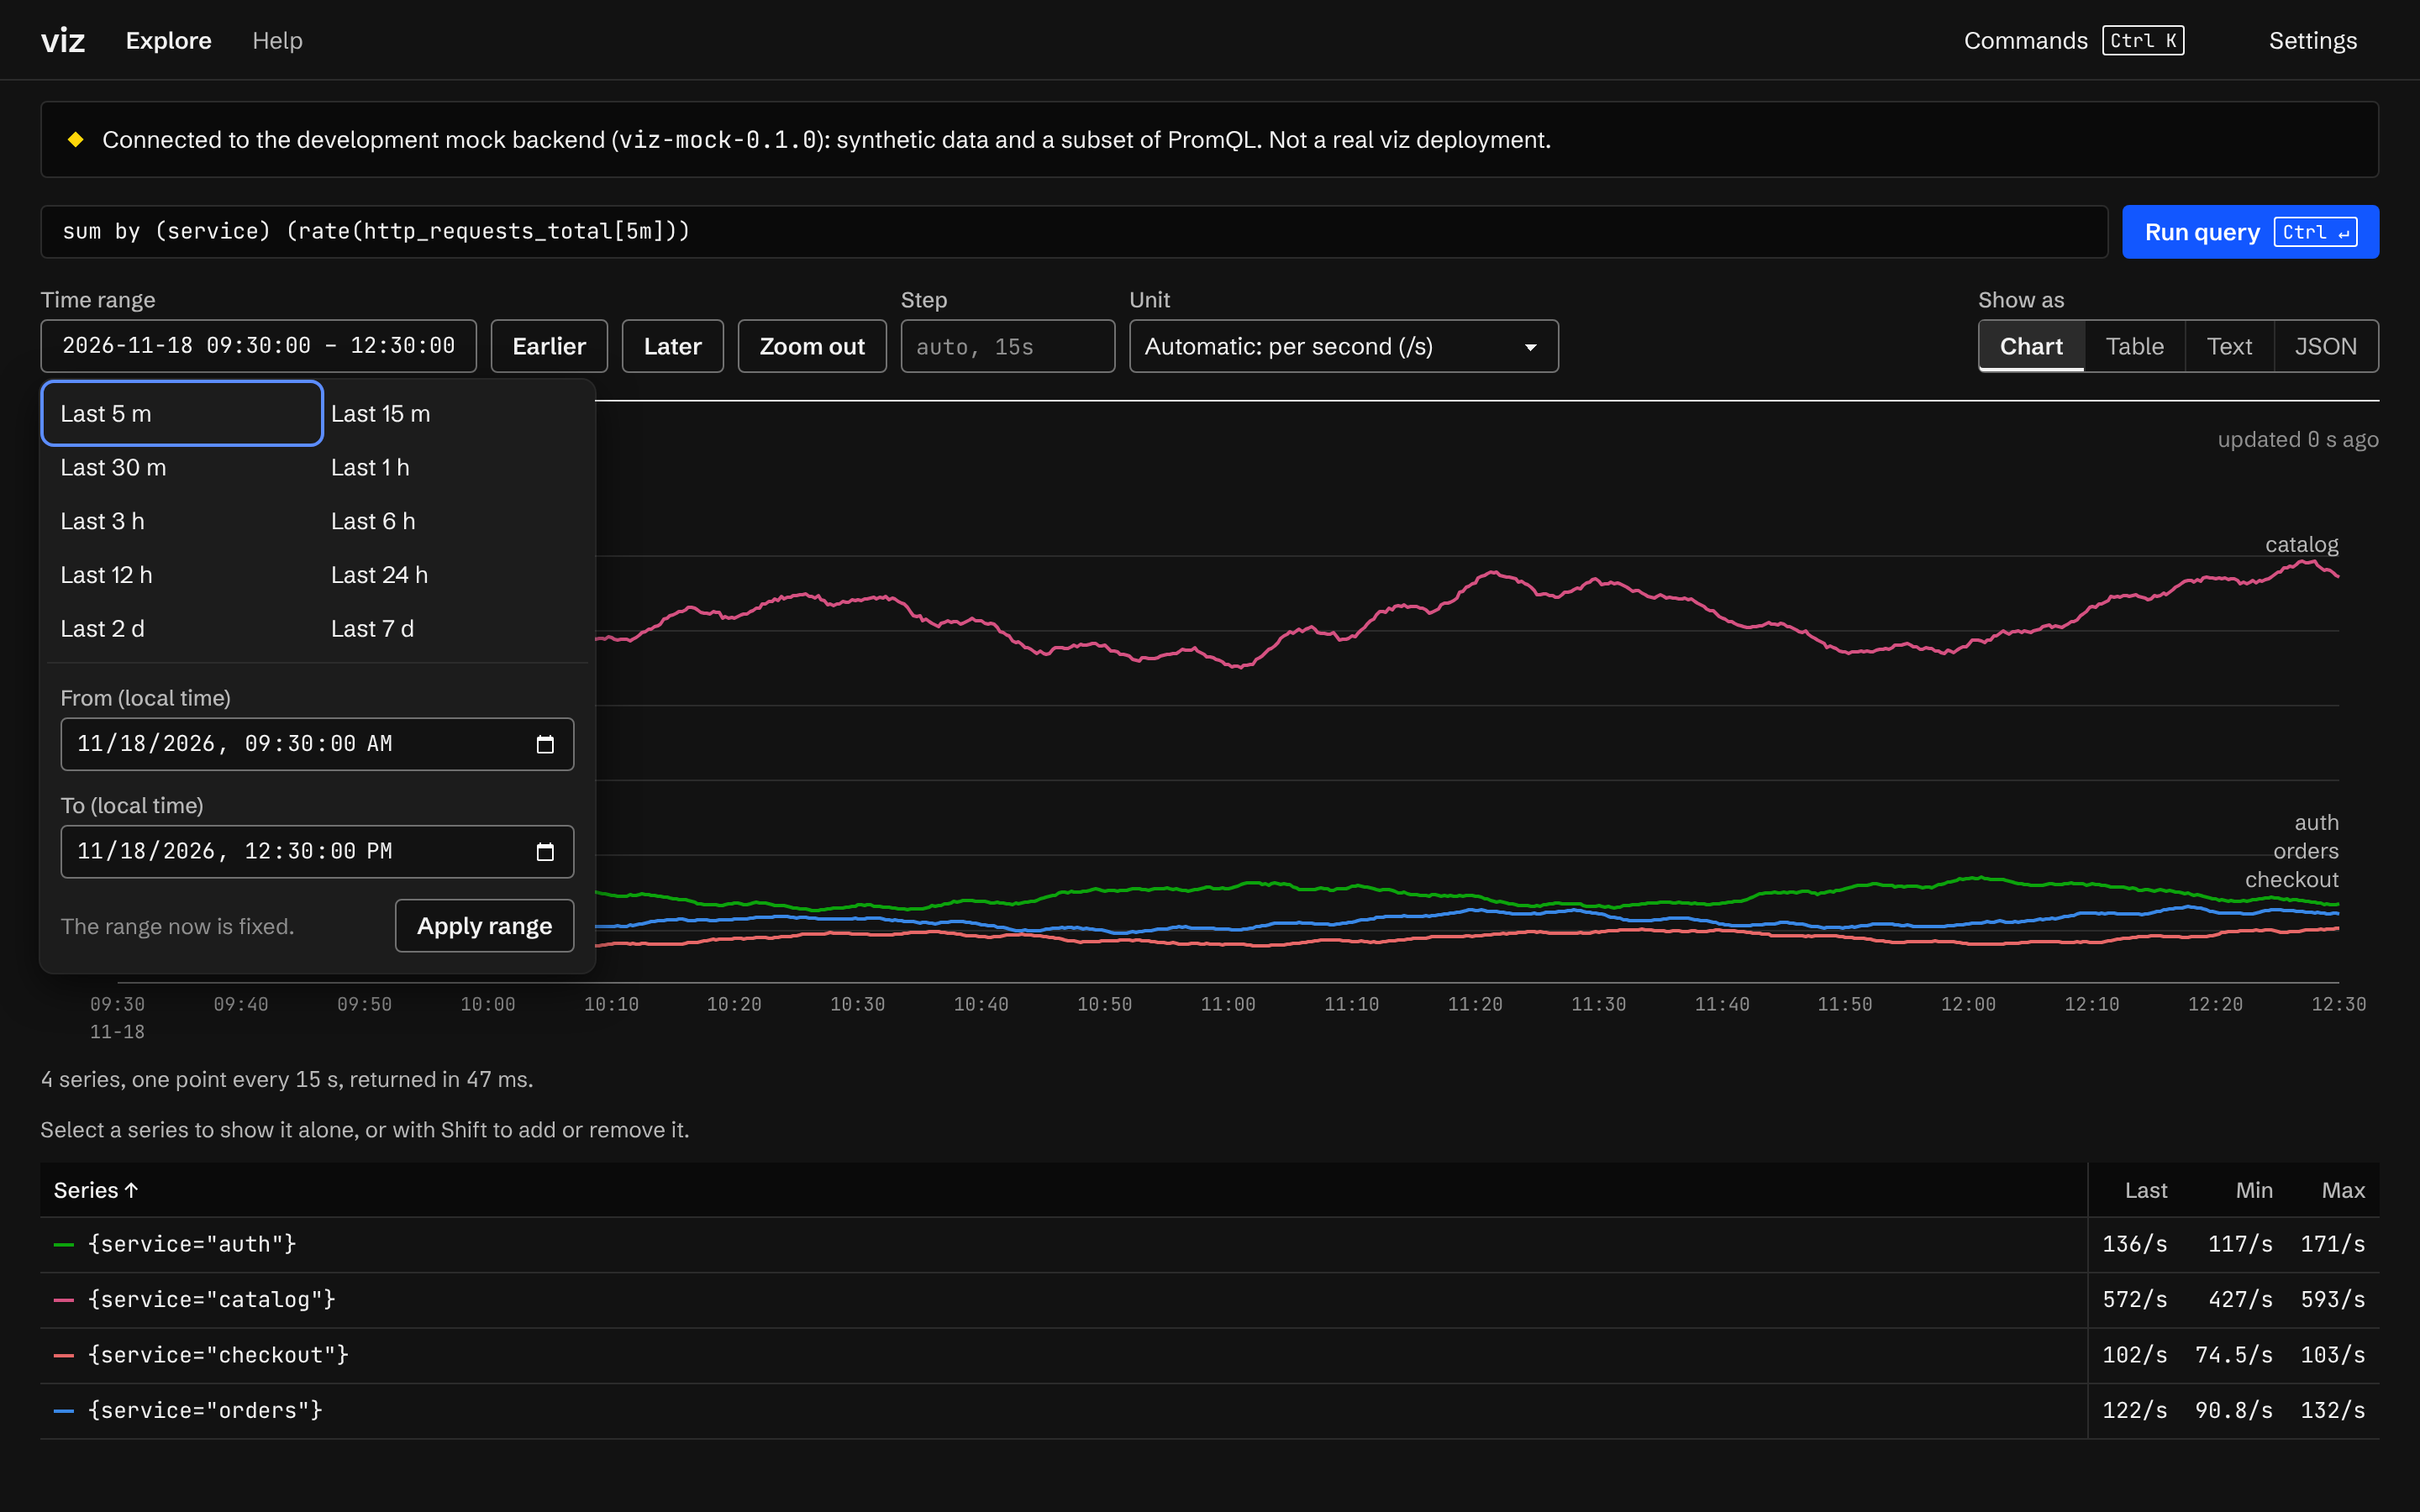 viz Explore Help Commands Ctrl K Settings
Connected to the development mock backend (viz-mock-0.1.0): synthetic data and a subset of PromQL. Not a real viz deployment.
sum by (service) (rate(http_requests_total[5m])) Run query Ctrl ↵
Time range Step Unit Show as
2026-11-18 09:30:00 – 12:30:00 Earlier Later Zoom out auto, 15s Automatic: per second (/s) Chart Table Text JSON
Last 5 m Last 15 m
updated 0 s ago
Last 30 m Last 1 h
Last 3 h Last 6 h
catalog
Last 12 h Last 24 h
Last 2 d Last 7 d
From (local time)
11/18/2026, 09:30:00 AM
To (local time)
auth
11/18/2026, 12:30:00 PM
orders
checkout
The range now is fixed. Apply range
09:30 09:40 09:50 10:00 10:10 10:20 10:30 10:40 10:50 11:00 11:10 11:20 11:30 11:40 11:50 12:00 12:10 12:20 12:30
11-18
4 series, one point every 15 s, returned in 47 ms.
Select a series to show it alone, or with Shift to add or remove it.
Series ↑ Last Min Max
{service="auth"} 136/s 117/s 171/s
{service="catalog"} 572/s 427/s 593/s
{service="checkout"} 102/s 74.5/s 103/s
{service="orders"} 122/s 90.8/s 132/s